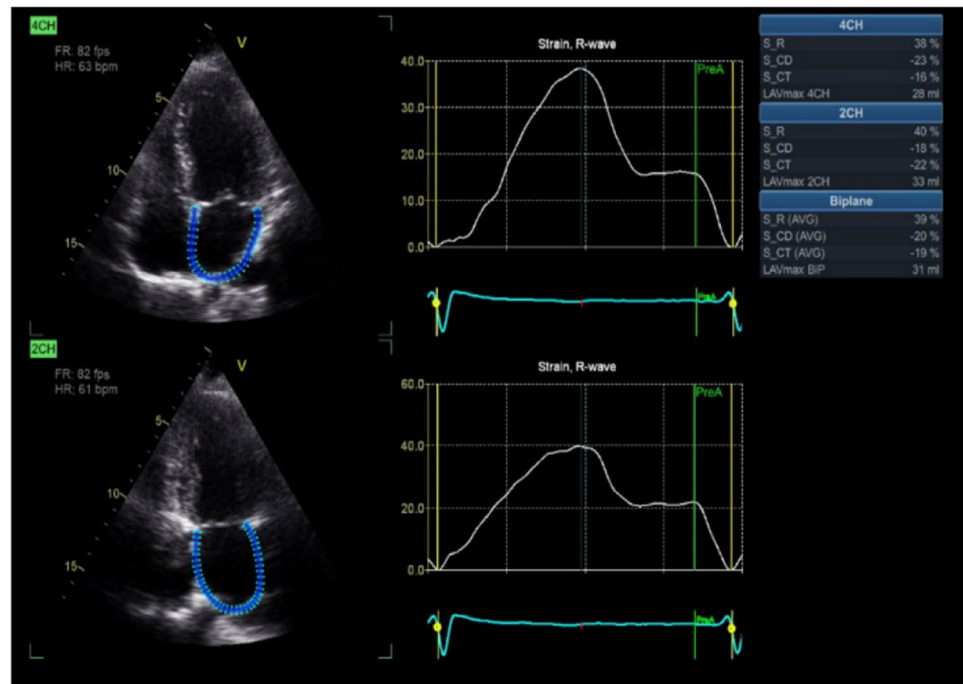 4CH
FR: 82 fps
HR: 63 bpm
V
5
10
15
Strain, R-wave
40.0
30.0
20.0
10.0
0.0
PreA
PreA
4CH
S_R 38 %
S_CD -23 %
S_CT -16 %
LAVmax 4CH 28 ml
2CH
S_R 40 %
S_CD -18 %
S_CT -22 %
LAVmax 2CH 33 ml
Biplane
S_R (AVG) 39 %
S_CD (AVG) -20 %
S_CT (AVG) -19 %
LAVmax BiP 31 ml
2CH
FR: 82 fps
HR: 61 bpm
V
5
10
15
Strain, R-wave
60.0
40.0
20.0
0.0
PreA
PreA